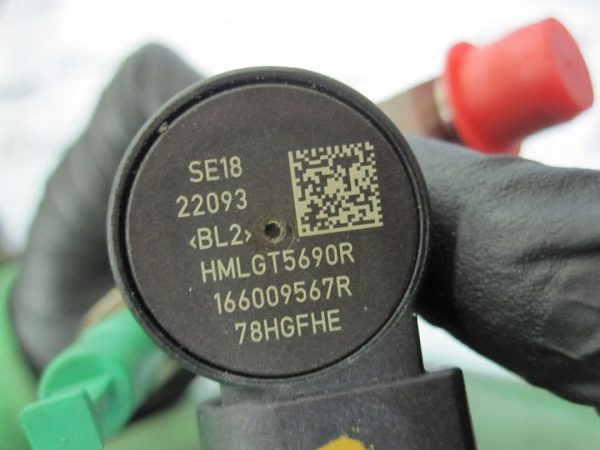 SE18
22093
<BL2>
HMLGT5690R
166009567R
78HGFHE